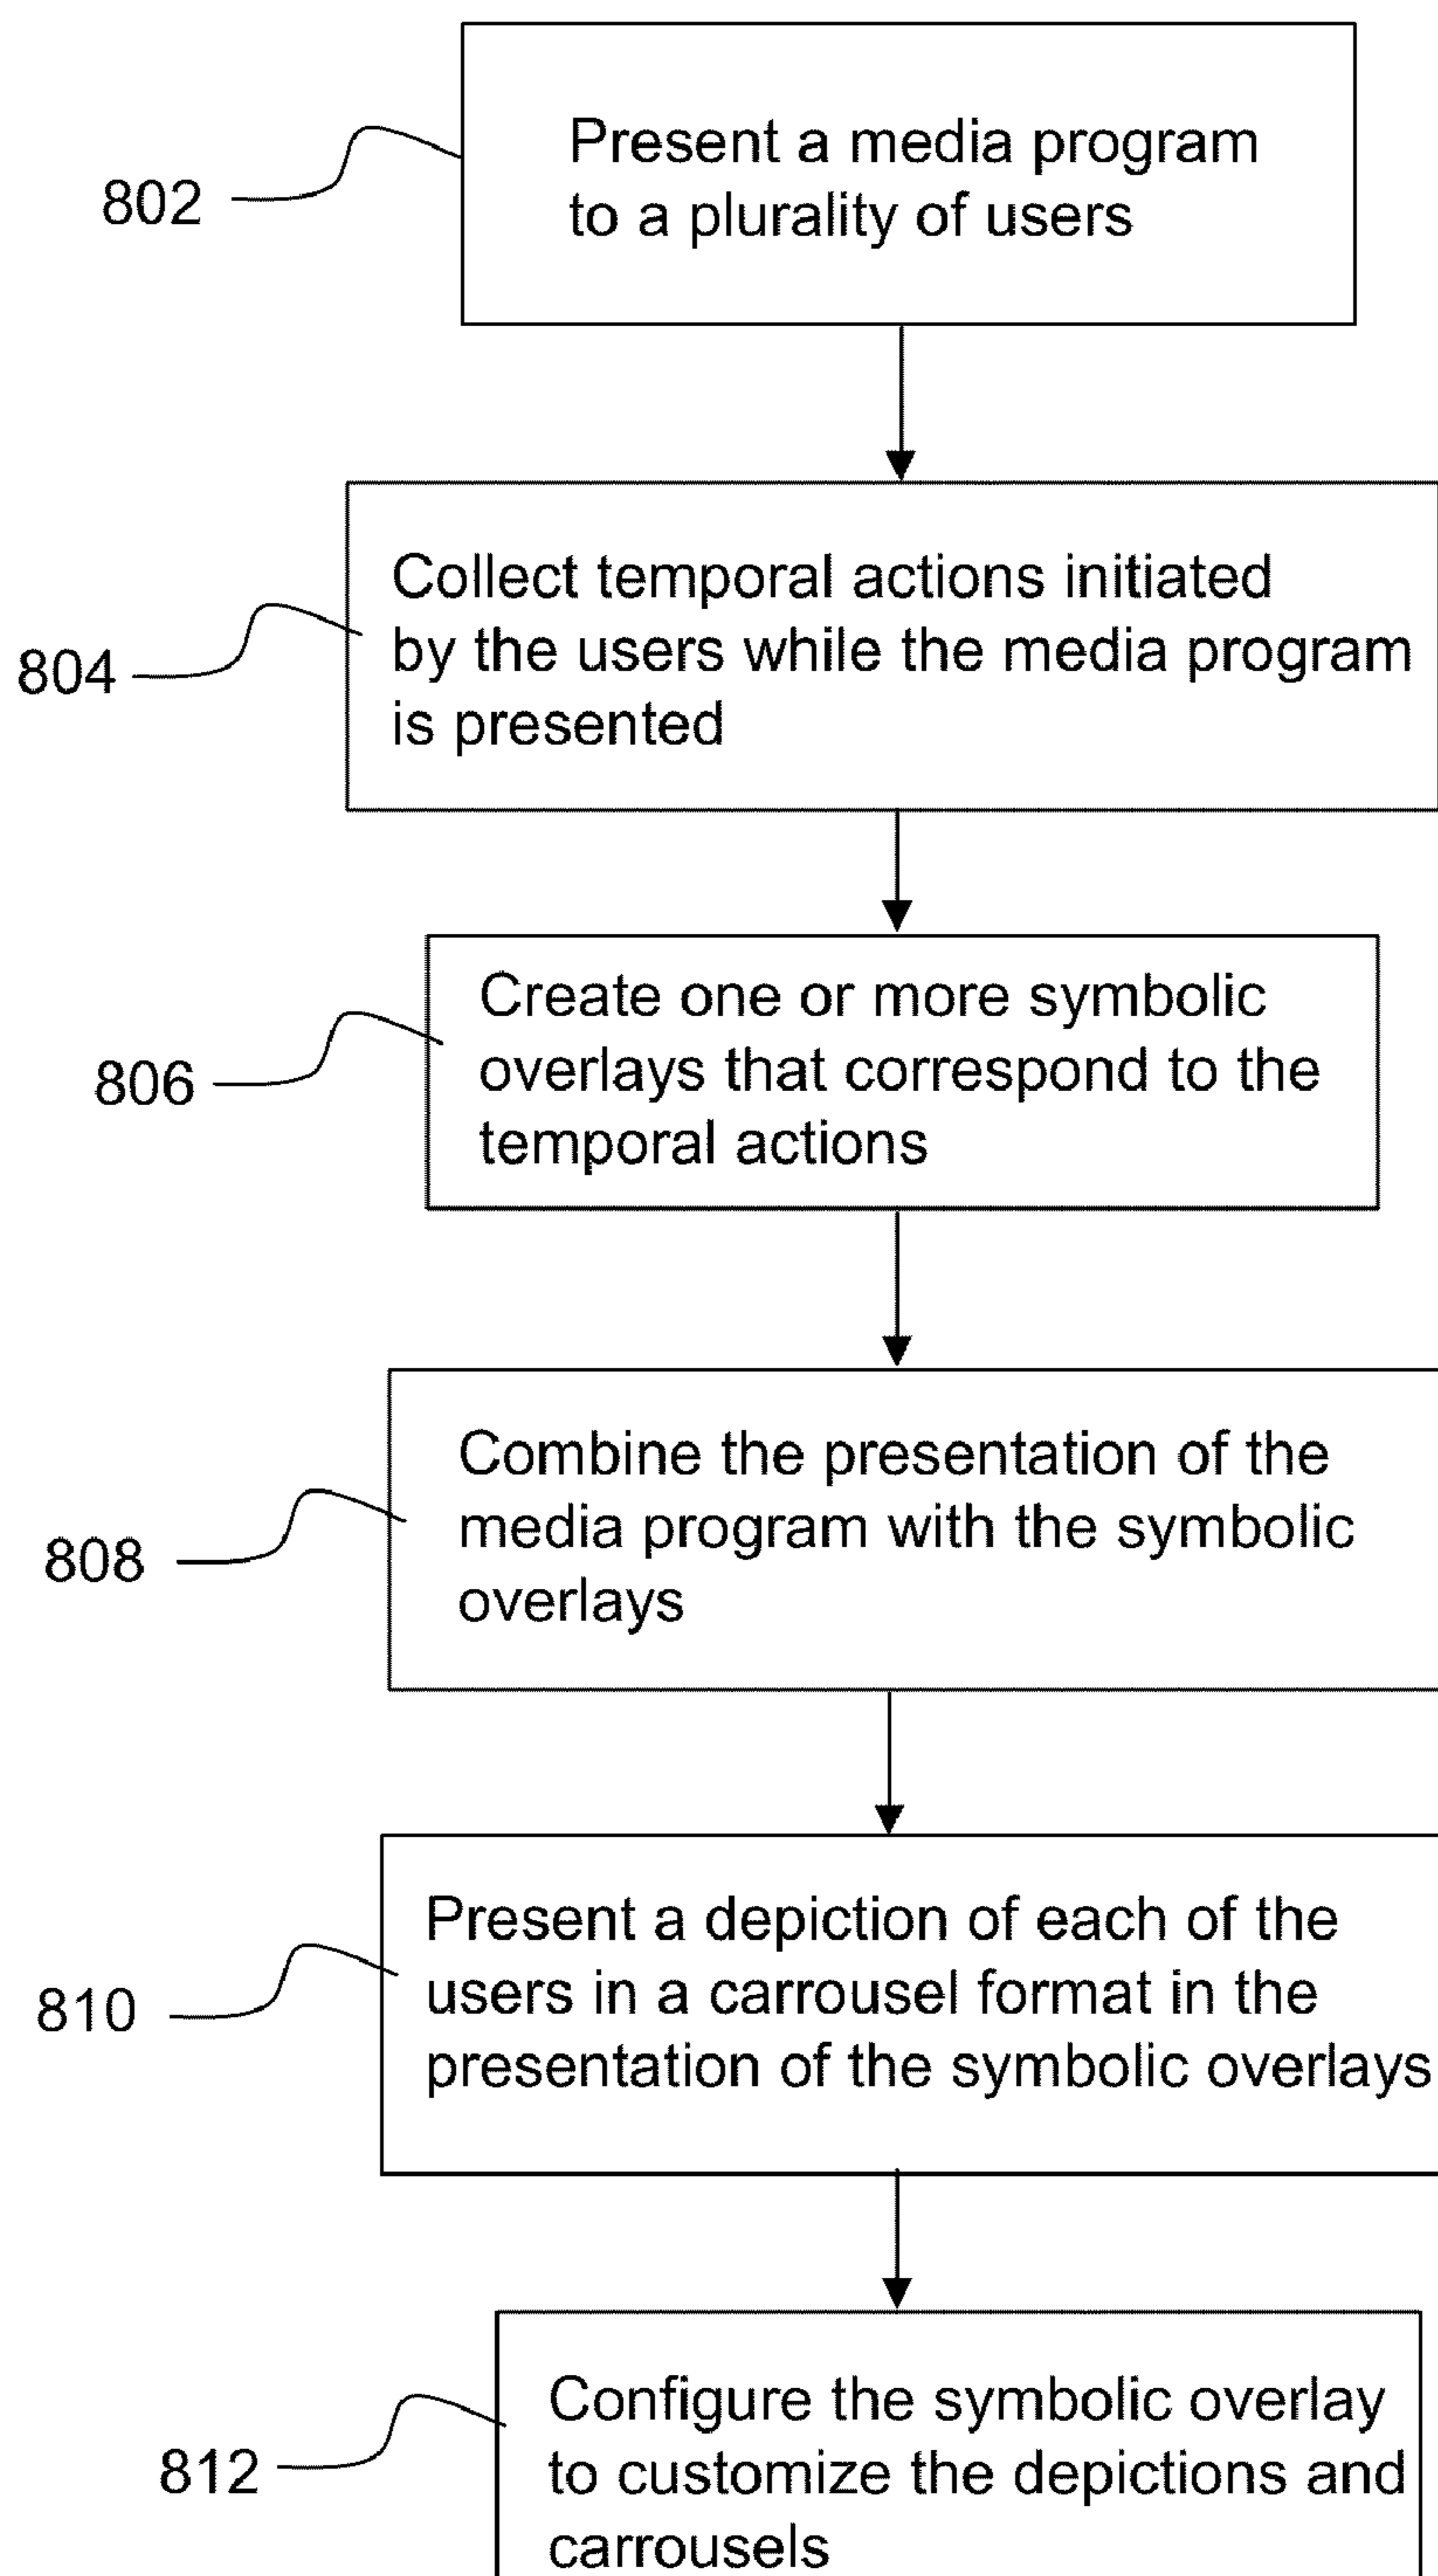 Present a media program
to a plurality of users
802
Collect temporal actions initiated
by the users while the media program
is presented
804
Create one or more symbolic
overlays that correspond to the
temporal actions
806
Combine the presentation of the
media program with the symbolic
overlays
808
Present a depiction of each of the
users in a carrousel format in the
presentation of the symbolic overlays
810
Configure the symbolic overlay
to customize the depictions and
carrousels
812